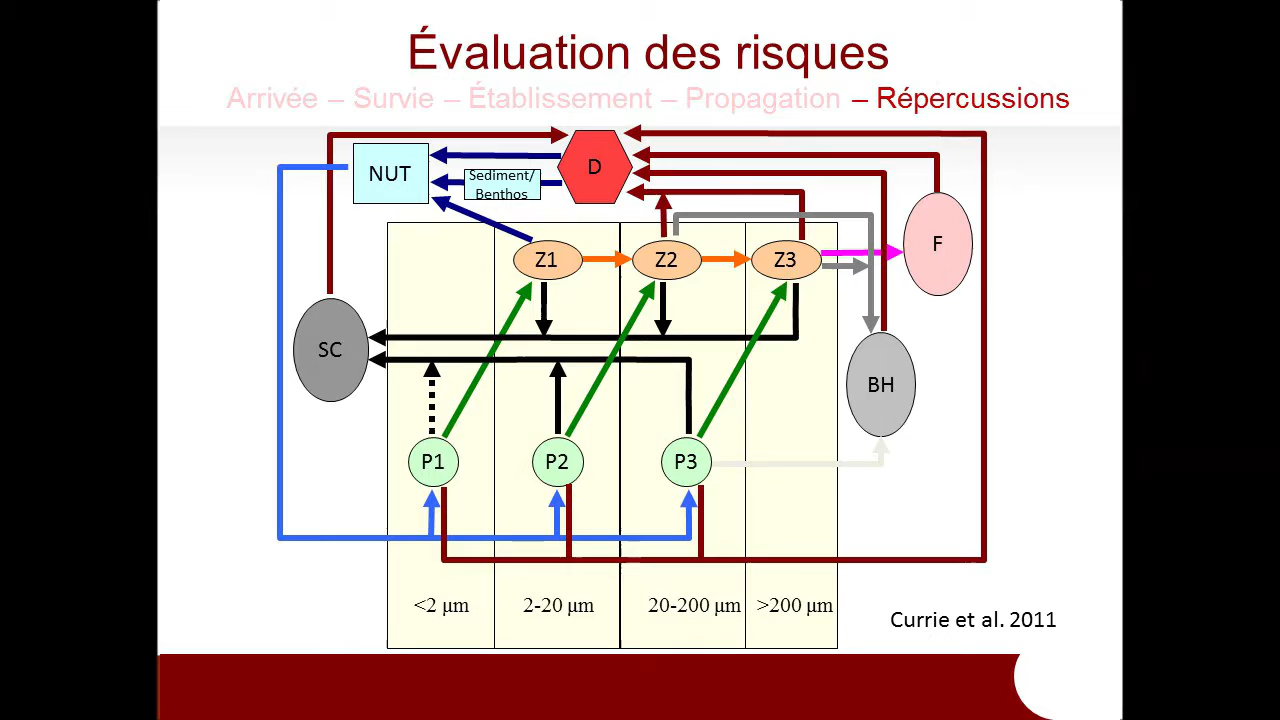 Évaluation des risques
Arrivée – Survie – Établissement – Propagation – Répercussions
NUT
Sediment/
Benthos
D
Z1
Z2
Z3
F
SC
BH
P1
P2
P3
<2 μm
2-20 μm
20-200 μm
>200 μm
Currie et al. 2011